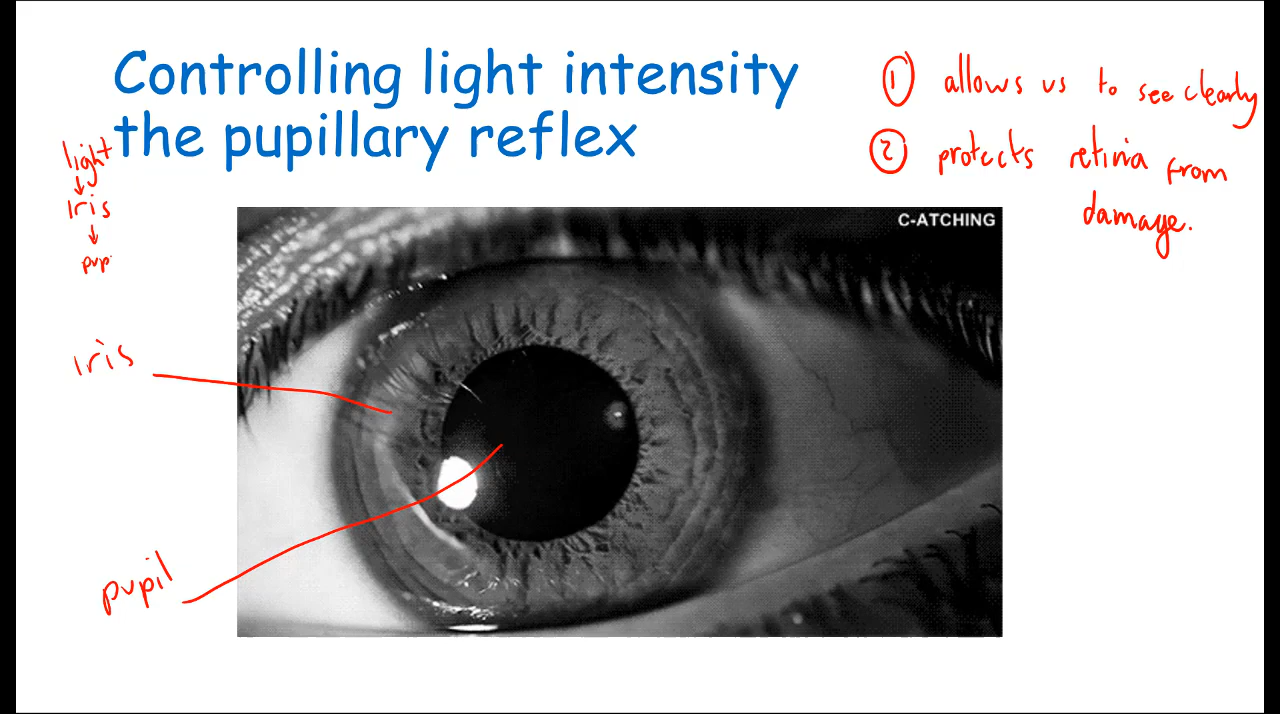 Controlling light intensity
the pupillary reflex
① allows us to see clearly
② protects retina from
damage.
light
↓
Iris
↓
pup
C-ATCHING
Iris
pupil